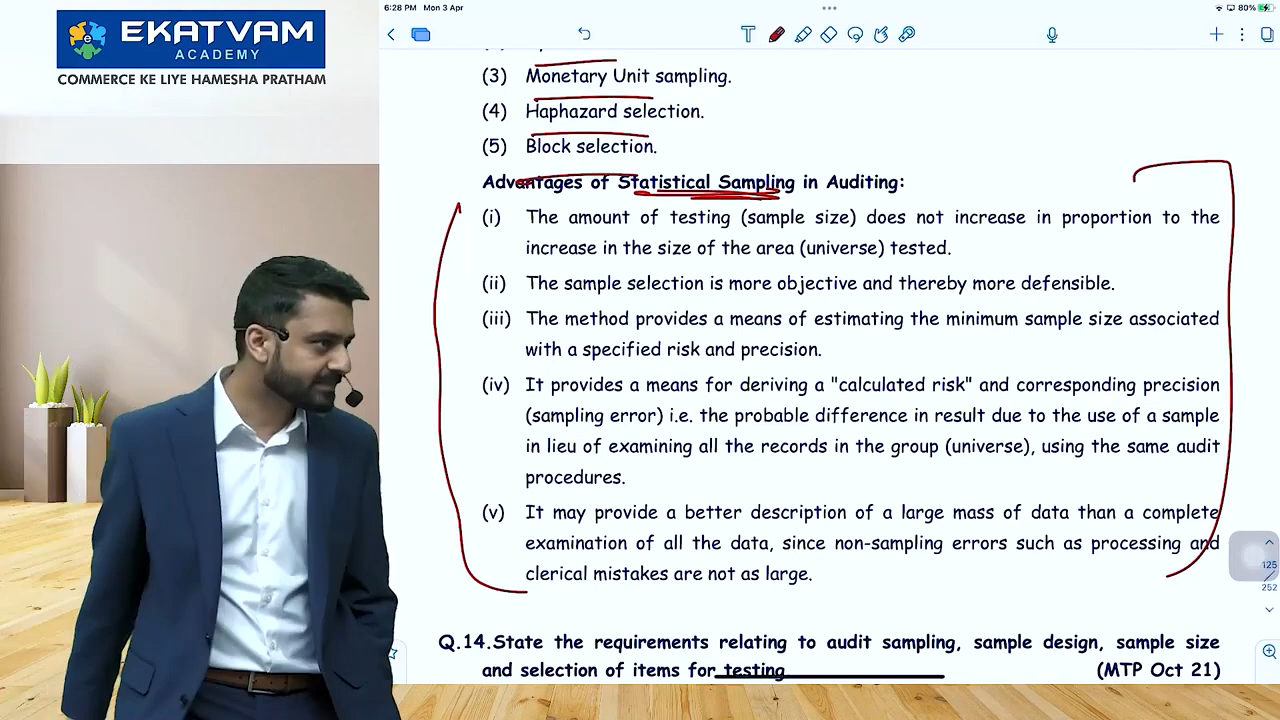 6:28 PM Mon 3 Apr
80%
EKATVAM
ACADEMY
COMMERCE KE LIYE HAMESHA PRATHAM
(3) Monetary Unit sampling.
(4) Haphazard selection.
(5) Block selection.
Advantages of Statistical Sampling in Auditing:
(i) The amount of testing (sample size) does not increase in proportion to the
increase in the size of the area (universe) tested.
(ii) The sample selection is more objective and thereby more defensible.
(iii) The method provides a means of estimating the minimum sample size associated
with a specified risk and precision.
(iv) It provides a means for deriving a "calculated risk" and corresponding precision
(sampling error) i.e. the probable difference in result due to the use of a sample
in lieu of examining all the records in the group (universe), using the same audit
procedures.
(v) It may provide a better description of a large mass of data than a complete
examination of all the data, since non-sampling errors such as processing and
clerical mistakes are not as large.
125
252
Q.14.State the requirements relating to audit sampling, sample design, sample size
and selection of items for testing. (MTP Oct 21)